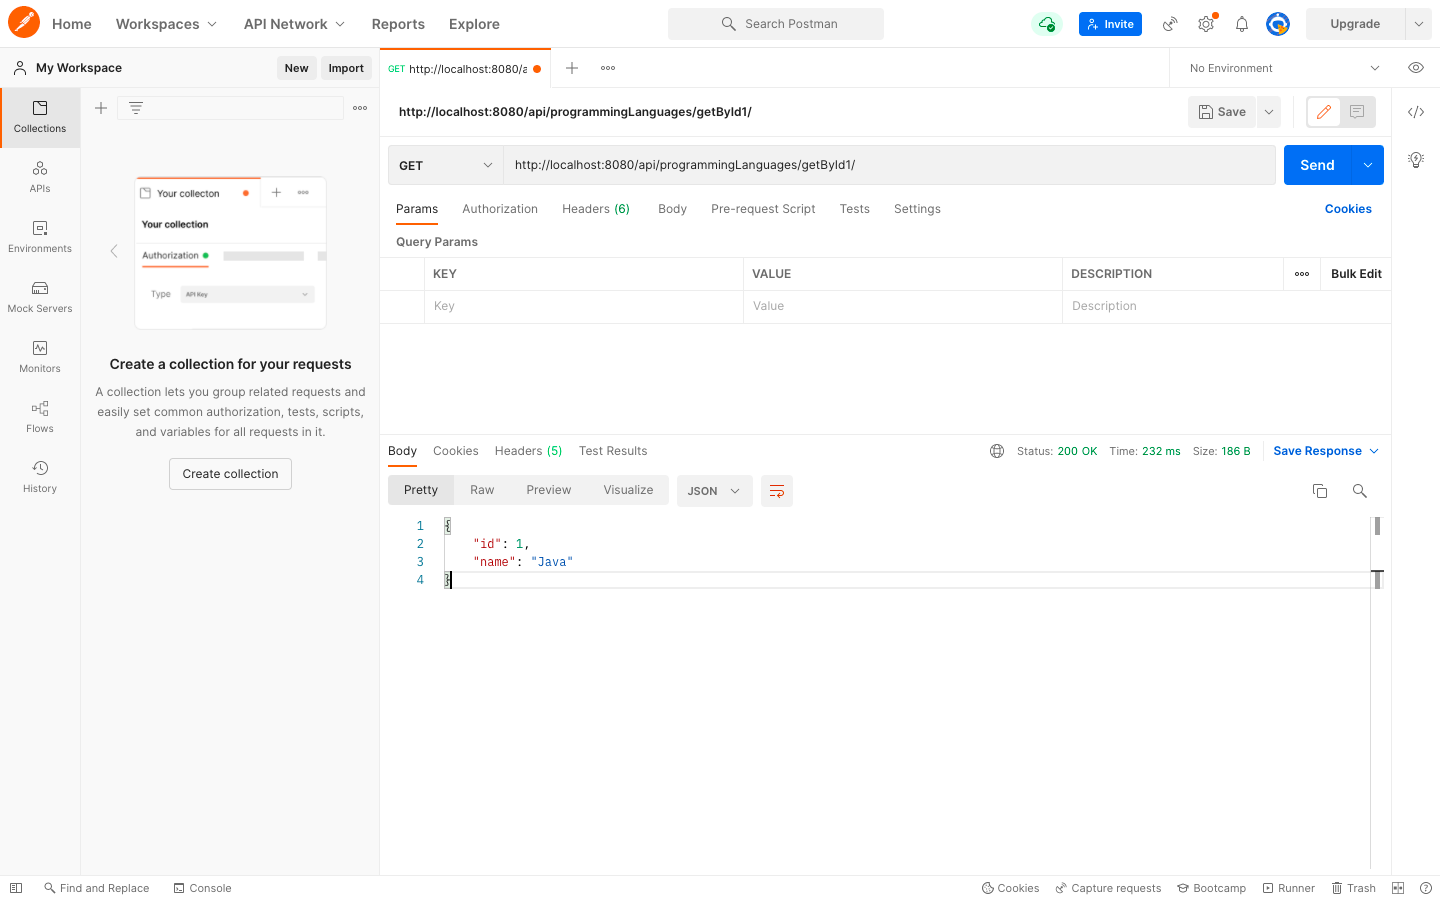 Home Workspaces API Network Reports Explore Search Postman Invite Upgrade
My Workspace New Import GET http://localhost:8080/a No Environment
http://localhost:8080/api/programmingLanguages/getById1/ Save
Collections
APIs
Environments
Mock Servers
Monitors
Flows
History
Your collecton
Your collection
Authorization
Type API Key
Create a collection for your requests
A collection lets you group related requests and
easily set common authorization, tests, scripts,
and variables for all requests in it.
Create collection
GET http://localhost:8080/api/programmingLanguages/getById1/ Send
Params Authorization Headers (6) Body Pre-request Script Tests Settings Cookies
Query Params
KEY VALUE DESCRIPTION Bulk Edit
Key Value Description
Body Cookies Headers (5) Test Results Status: 200 OK Time: 232 ms Size: 186 B Save Response
Pretty Raw Preview Visualize JSON
1 {
2 "id": 1,
3 "name": "Java"
4 }
Find and Replace Console Cookies Capture requests Bootcamp Runner Trash